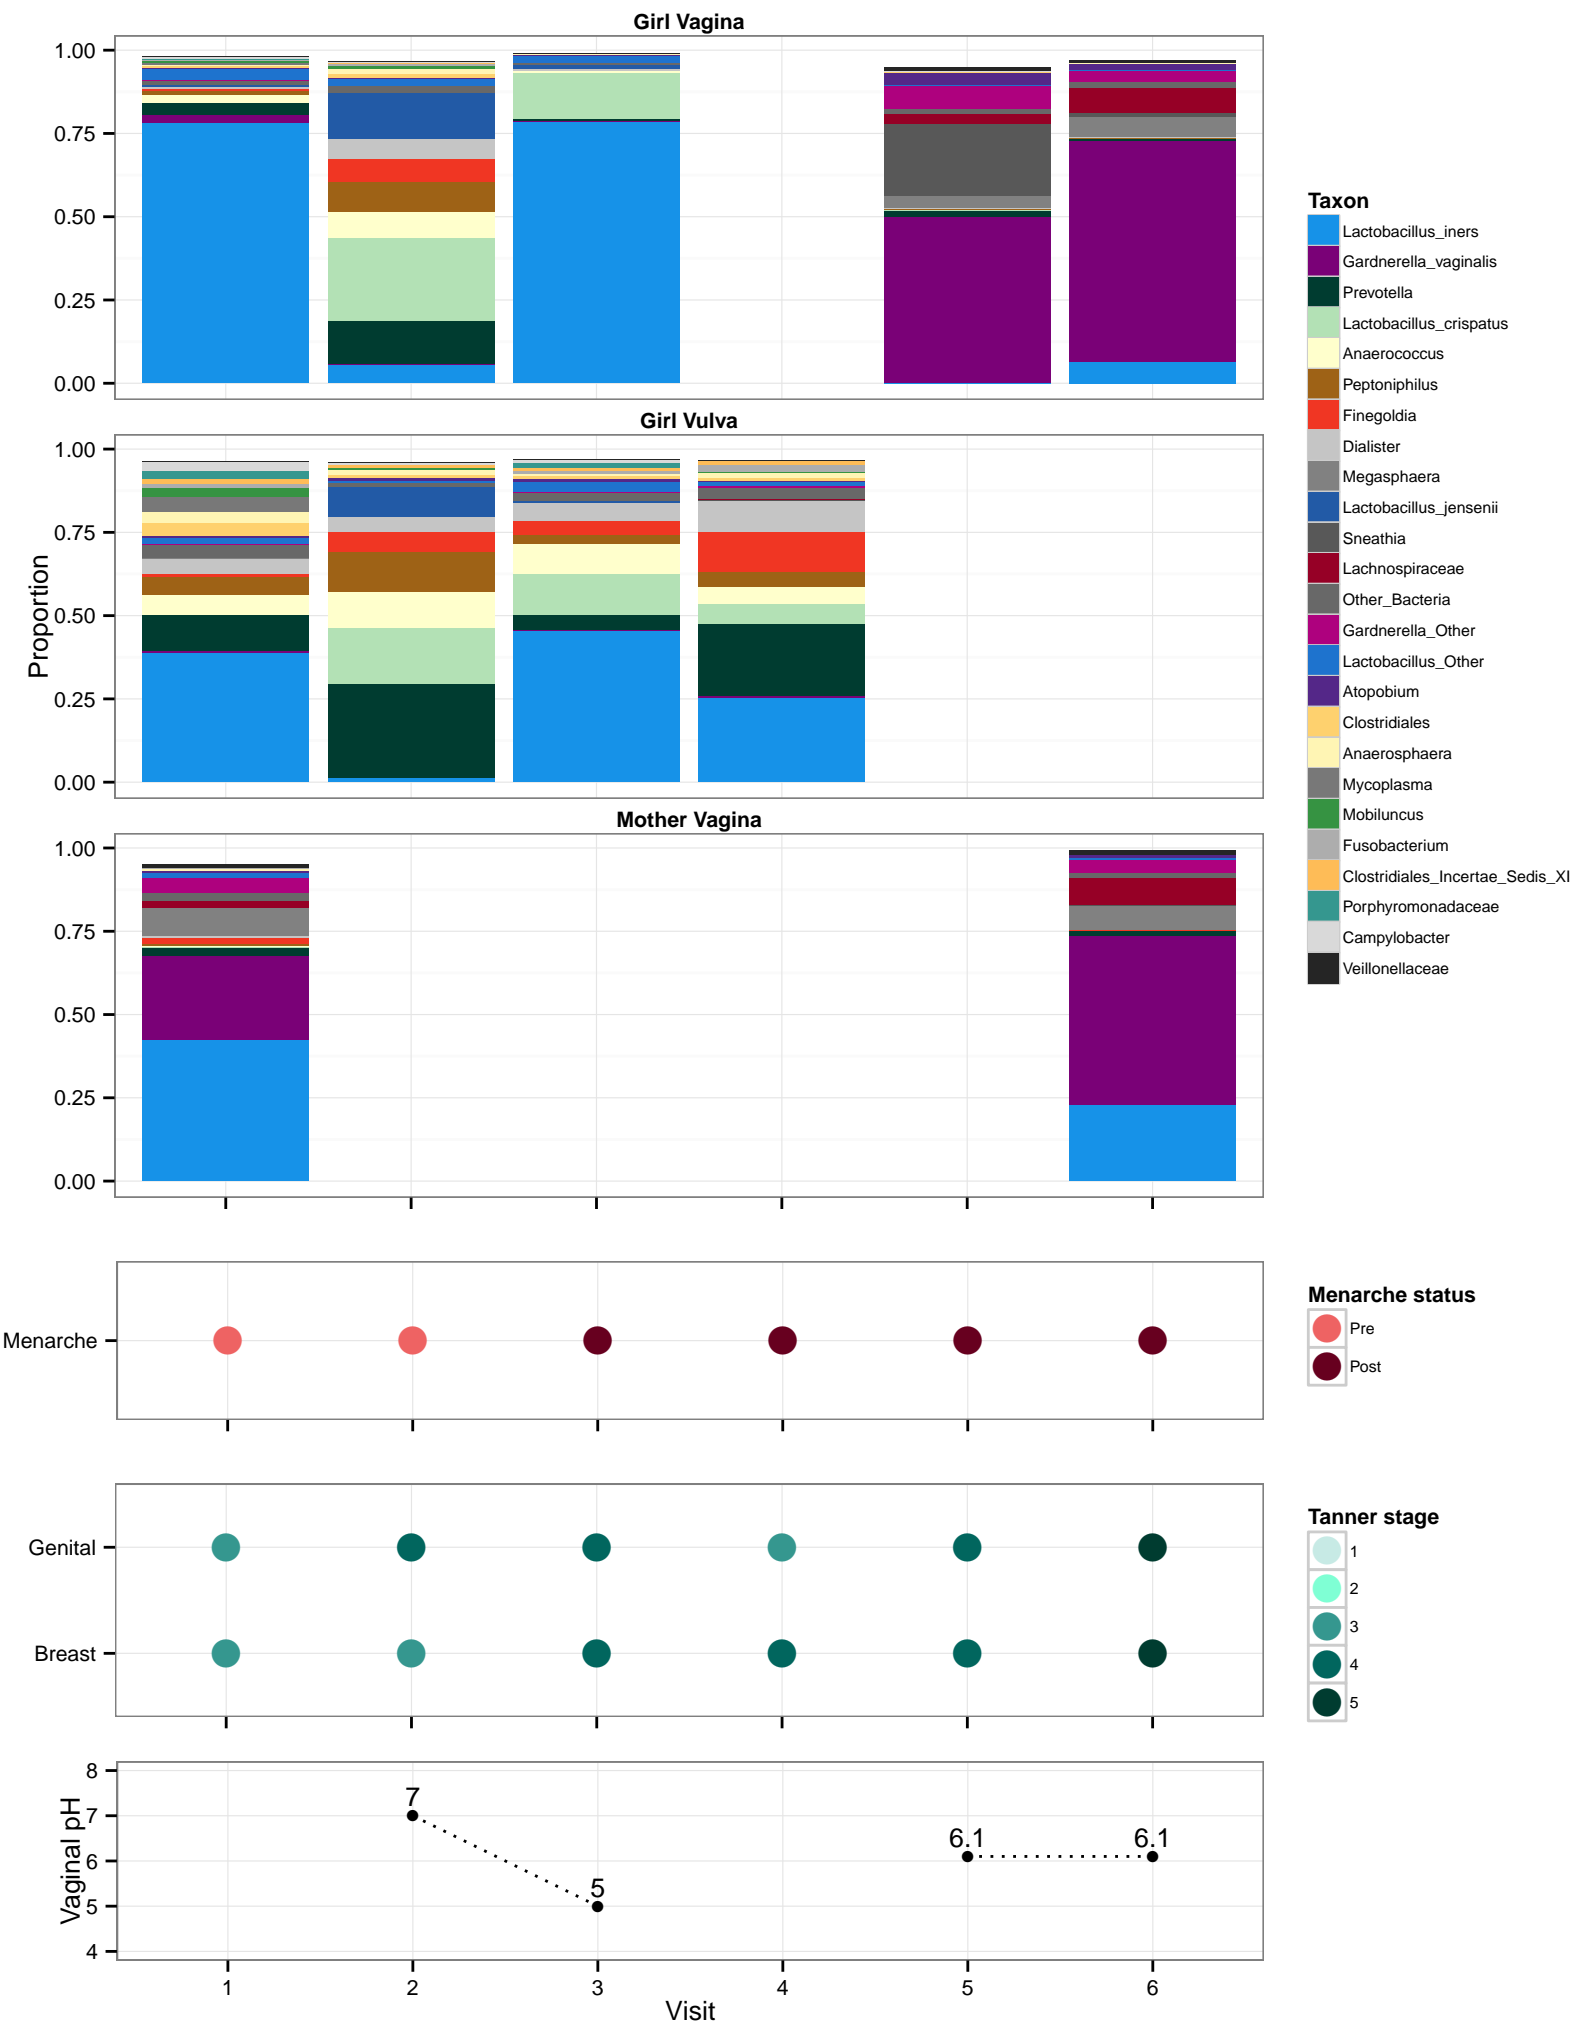 Girl Vagina
1.00
0.75
0.50
0.25
0.00
Girl Vulva
1.00
0.75
0.50
0.25
0.00
Proportion
Mother Vagina
1.00
0.75
0.50
0.25
0.00
Taxon
Lactobacillus_iners
Gardnerella_vaginalis
Prevotella
Lactobacillus_crispatus
Anaerococcus
Peptoniphilus
Finegoldia
Dialister
Megasphaera
Lactobacillus_jensenii
Sneathia
Lachnospiraceae
Other_Bacteria
Gardnerella_Other
Lactobacillus_Other
Atopobium
Clostridiales
Anaerosphaera
Mycoplasma
Mobiluncus
Fusobacterium
Clostridiales_Incertae_Sedis_XI
Porphyromonadaceae
Campylobacter
Veillonellaceae
Menarche
Menarche status
Pre
Post
Genital
Breast
Tanner stage
1
2
3
4
5
Vaginal pH
8
7
6
5
4
7
5
6.1
6.1
1 2 3 4 5 6
Visit